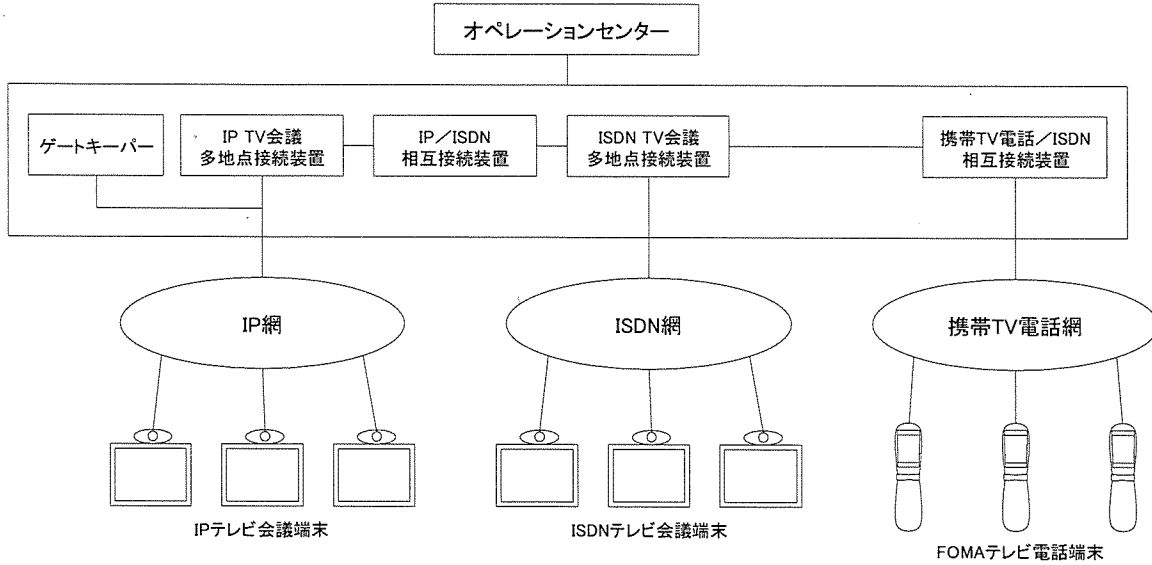 オペレーションセンター
ゲートキーパー
IP TV会議
多地点接続装置
IP／ISDN
相互接続装置
ISDN TV会議
多地点接続装置
携帯TV電話／ISDN
相互接続装置
IP網
ISDN網
携帯TV電話網
IPテレビ会議端末
ISDNテレビ会議端末
FOMAテレビ電話端末